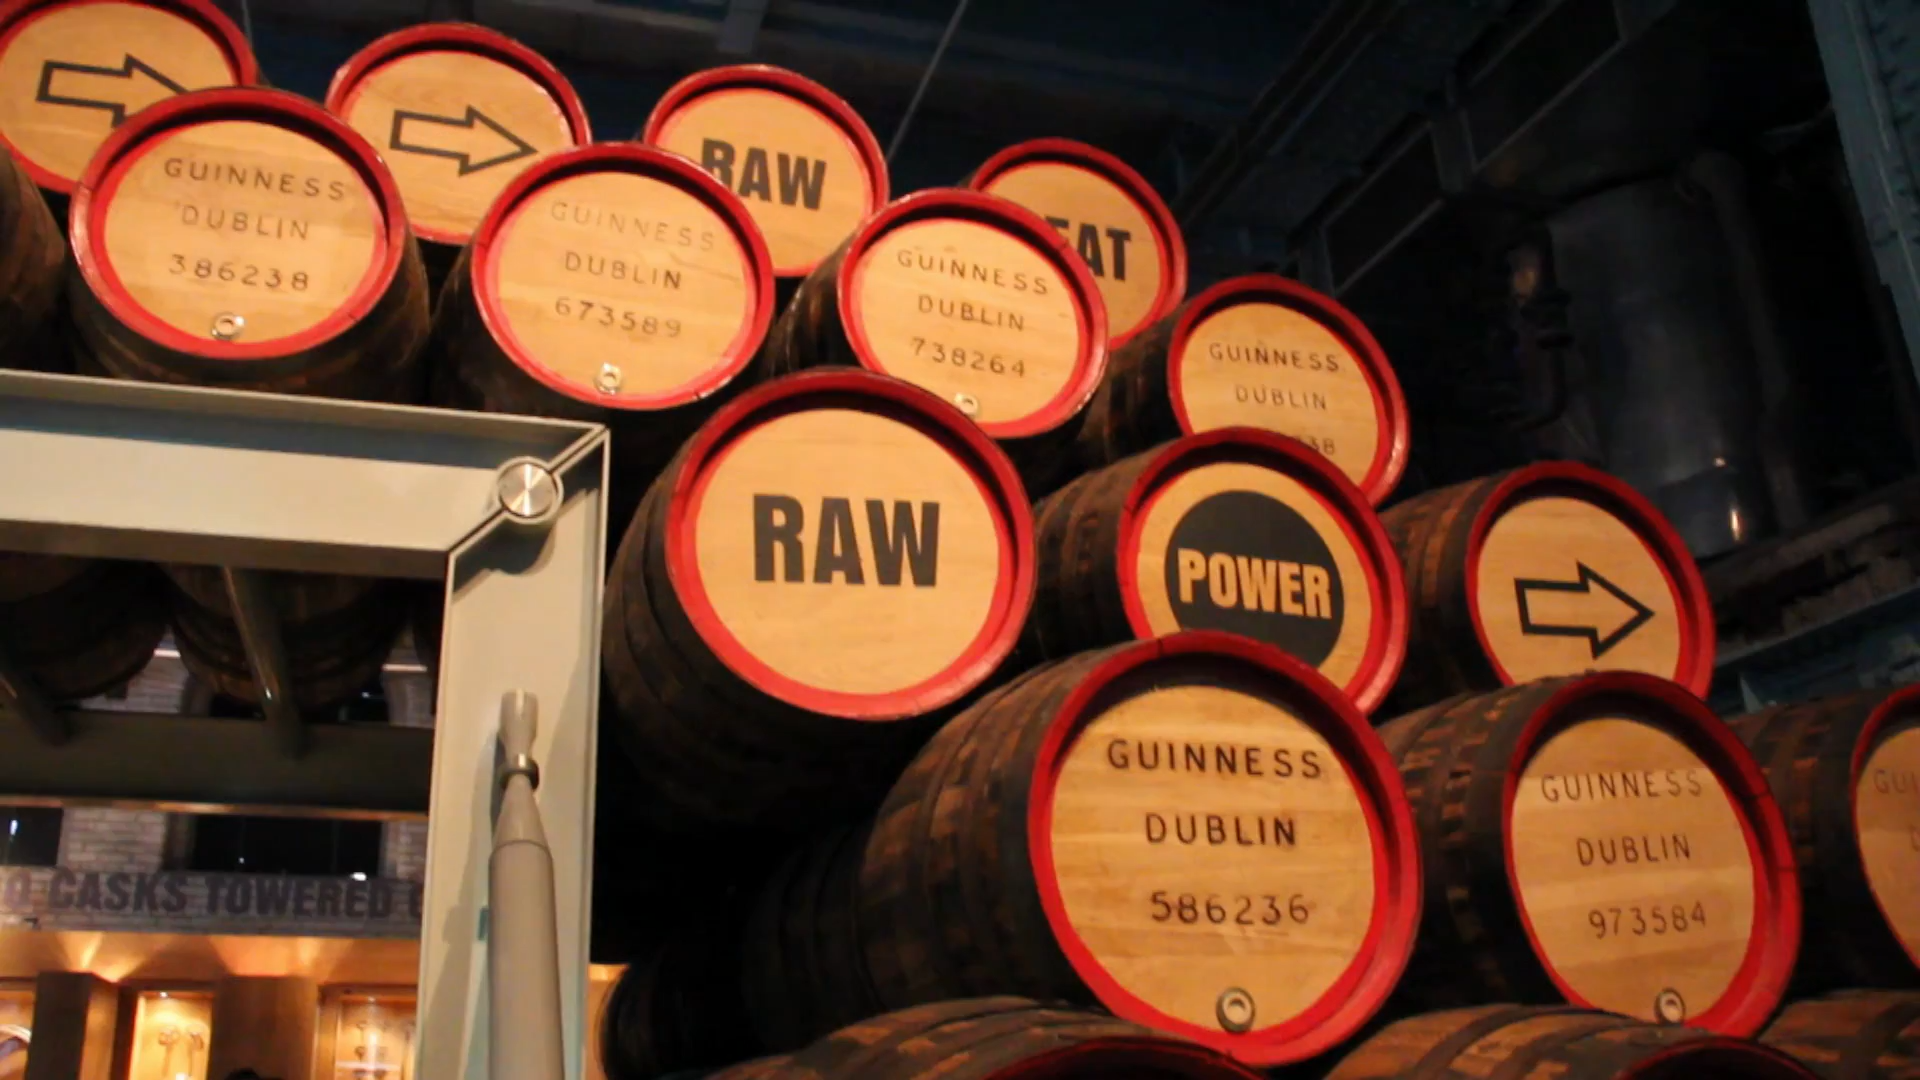 RAW
GUINNESS
DUBLIN
386238
GUINNESS
DUBLIN
673589
GUINNESS
DUBLIN
738264
GUINNESS
DUBLIN
RAW
POWER
GUINNESS
DUBLIN
586236
GUINNESS
DUBLIN
973584
CASKS TOWERED